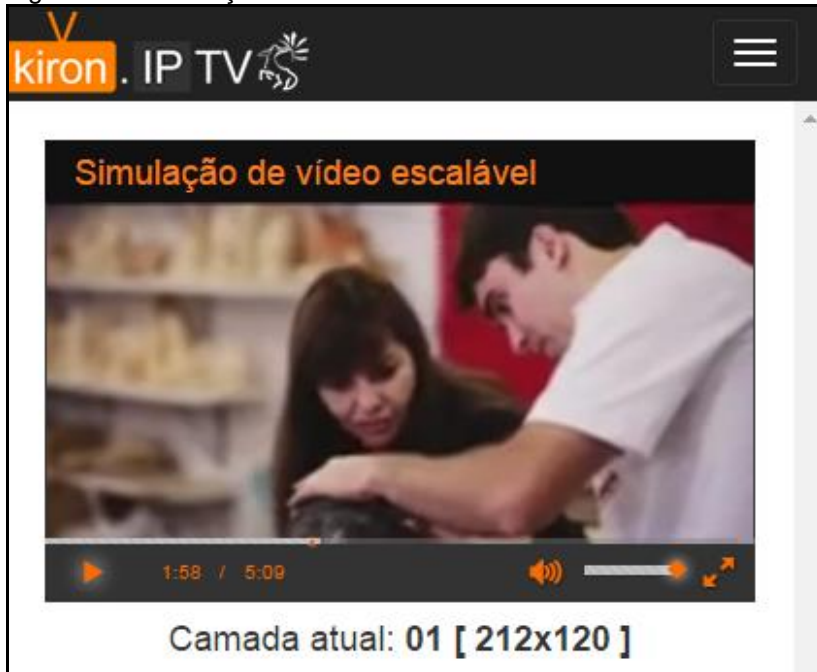 kiron. IP TV
Simulação de vídeo escalável
1:58 / 5:09
Camada atual: 01 [ 212x120 ]